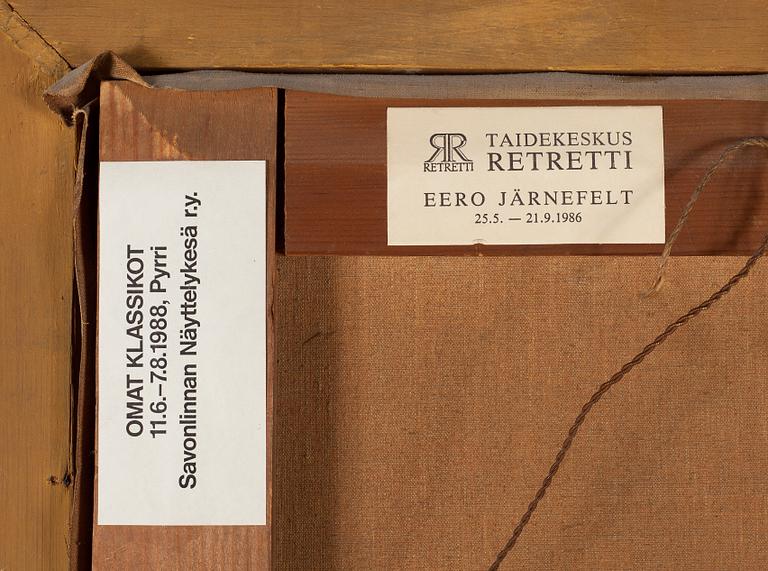 RR
RETRETTI
TAIDEKESKUS
RETRETTI
EERO JÄRNEFELT
25.5. — 21.9.1986
OMAT KLASSIKOT
11.6.–7.8.1988, Pyrri
Savonlinnan Näyttelykesä r.y.